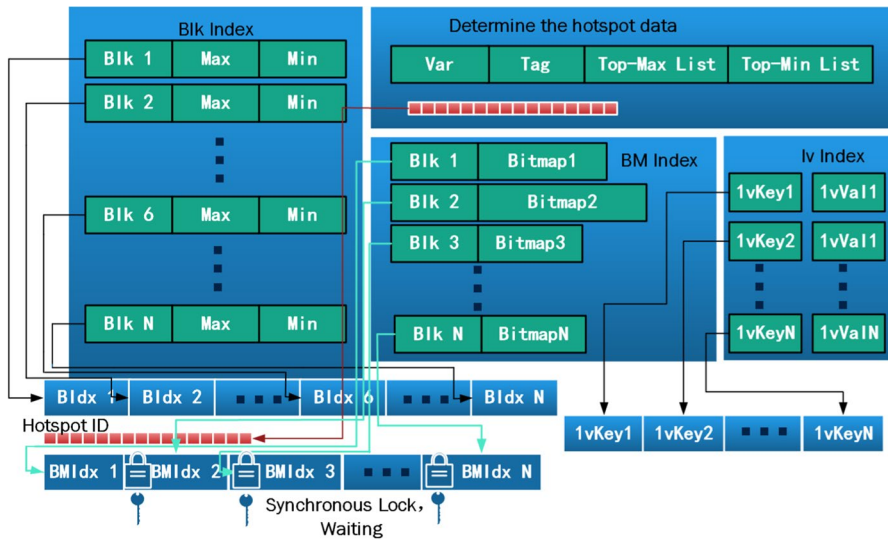 Blk Index
Blk 1 Max Min
Blk 2 Max Min
Blk 6 Max Min
Blk N Max Min
Determine the hotspot data
Var Tag Top-Max List Top-Min List
BM Index
Blk 1 Bitmap1
Blk 2 Bitmap2
Blk 3 Bitmap3
Blk N BitmapN
Iv Index
1vKey1 1vVal1
1vKey2 1vVal1
1vKeyN 1vValN
BIdx 1 BIdx 2 BIdx 6 BIdx N
Hotspot ID
BMIdx 1 BMIdx 2 BMIdx 3 BMIdx N
Synchronous Lock,
Waiting
1vKey1 1vKey2 1vKeyN